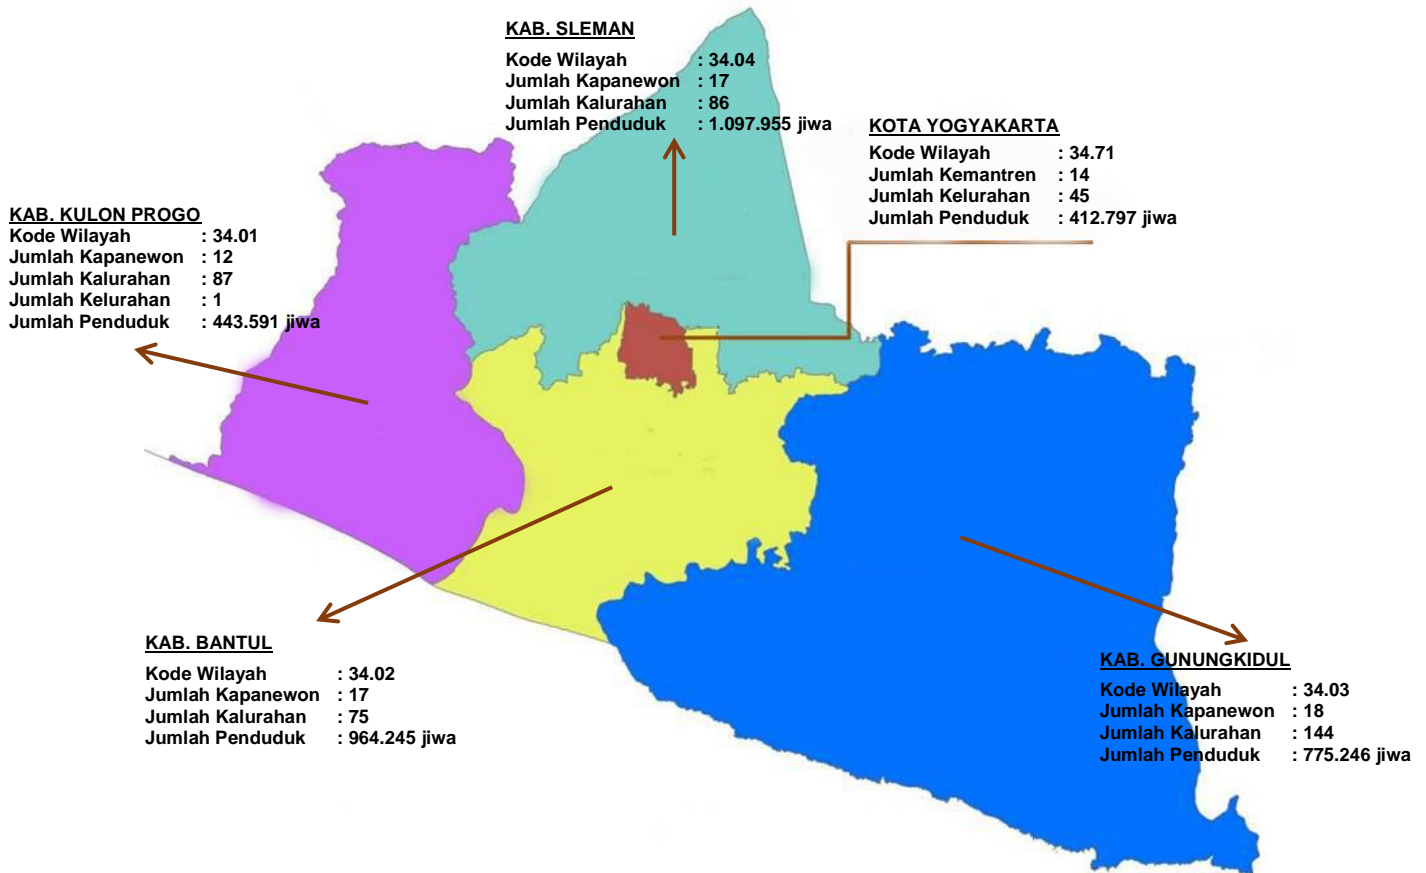 KAB. SLEMAN
Kode Wilayah : 34.04
Jumlah Kapanewon : 17
Jumlah Kalurahan : 86
Jumlah Penduduk : 1.097.955 jiwa
KOTA YOGYAKARTA
Kode Wilayah : 34.71
Jumlah Kemantren : 14
Jumlah Kelurahan : 45
Jumlah Penduduk : 412.797 jiwa
KAB. KULON PROGO
Kode Wilayah : 34.01
Jumlah Kapanewon : 12
Jumlah Kalurahan : 87
Jumlah Kelurahan : 1
Jumlah Penduduk : 443.591 jiwa
KAB. BANTUL
Kode Wilayah : 34.02
Jumlah Kapanewon : 17
Jumlah Kalurahan : 75
Jumlah Penduduk : 964.245 jiwa
KAB. GUNUNGKIDUL
Kode Wilayah : 34.03
Jumlah Kapanewon : 18
Jumlah Kalurahan : 144
Jumlah Penduduk : 775.246 jiwa